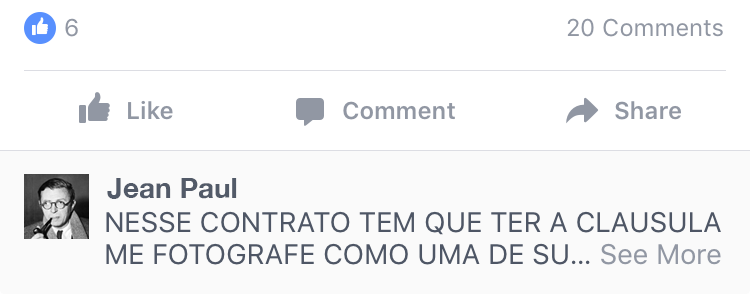 6
20 Comments
Like
Comment
Share
Jean Paul
NESSE CONTRATO TEM QUE TER A CLAUSULA
ME FOTOGRAFE COMO UMA DE SU... See More